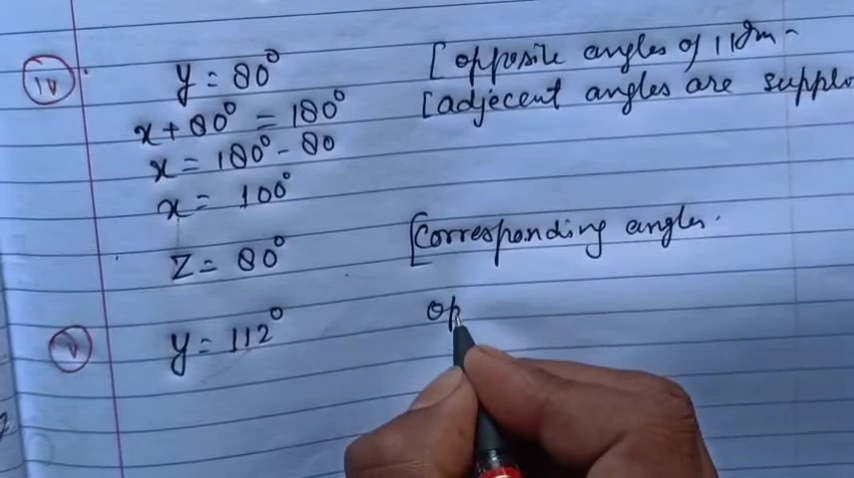 (iv) y = 80° [opposite angles of ||gm
x + 80° = 180° [adjecent angles are supple
x = 180° - 80
x = 100°
z = 80° [Corresponding angles.
(v) y = 112° op